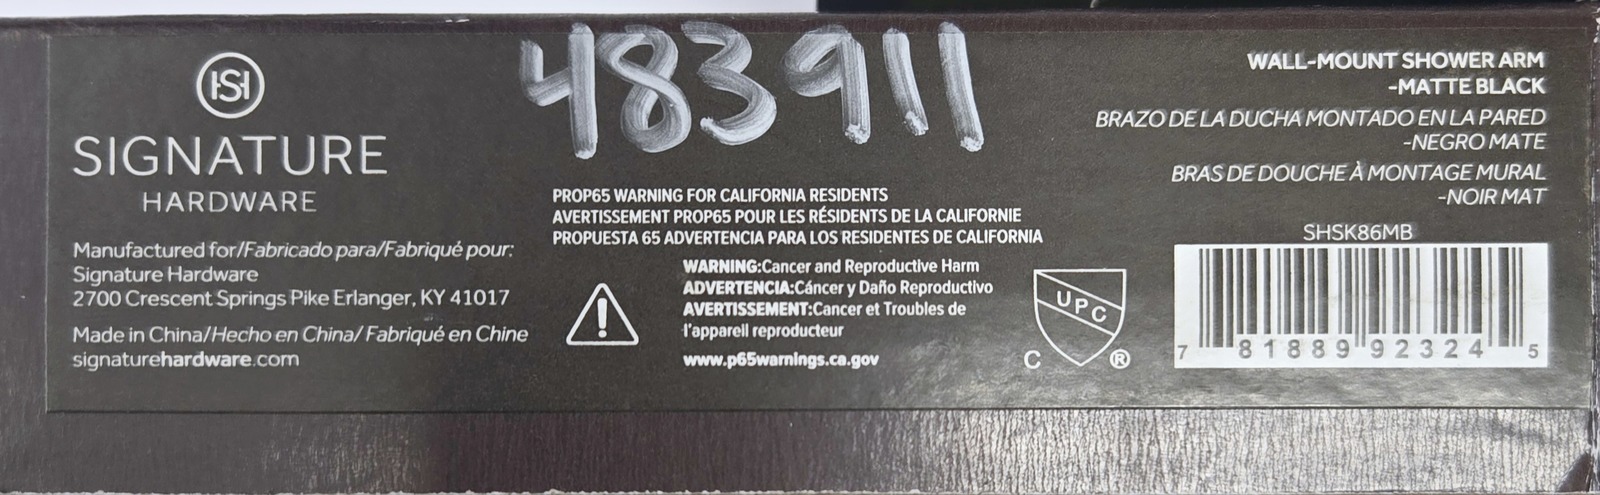 483911
HSH
SIGNATURE
HARDWARE
Manufactured for/Fabricado para/Fabriqué pour:
Signature Hardware
2700 Crescent Springs Pike Erlanger, KY 41017
Made in China/Hecho en China/ Fabriqué en Chine
signaturehardware.com
PROP65 WARNING FOR CALIFORNIA RESIDENTS
AVERTISSEMENT PROP65 POUR LES RÉSIDENTS DE LA CALIFORNIE
PROPUESTA 65 ADVERTENCIA PARA LOS RESIDENTES DE CALIFORNIA
WARNING:Cancer and Reproductive Harm
ADVERTENCIA:Cáncer y Daño Reproductivo
AVERTISSEMENT:Cancer et Troubles de
l'appareil reproducteur
www.p65warnings.ca.gov
UPC
C ®
WALL-MOUNT SHOWER ARM
-MATTE BLACK
BRAZO DE LA DUCHA MONTADO EN LA PARED
-NEGRO MATE
BRAS DE DOUCHE À MONTAGE MURAL
-NOIR MAT
SHSK86MB
7 81889 92324 5